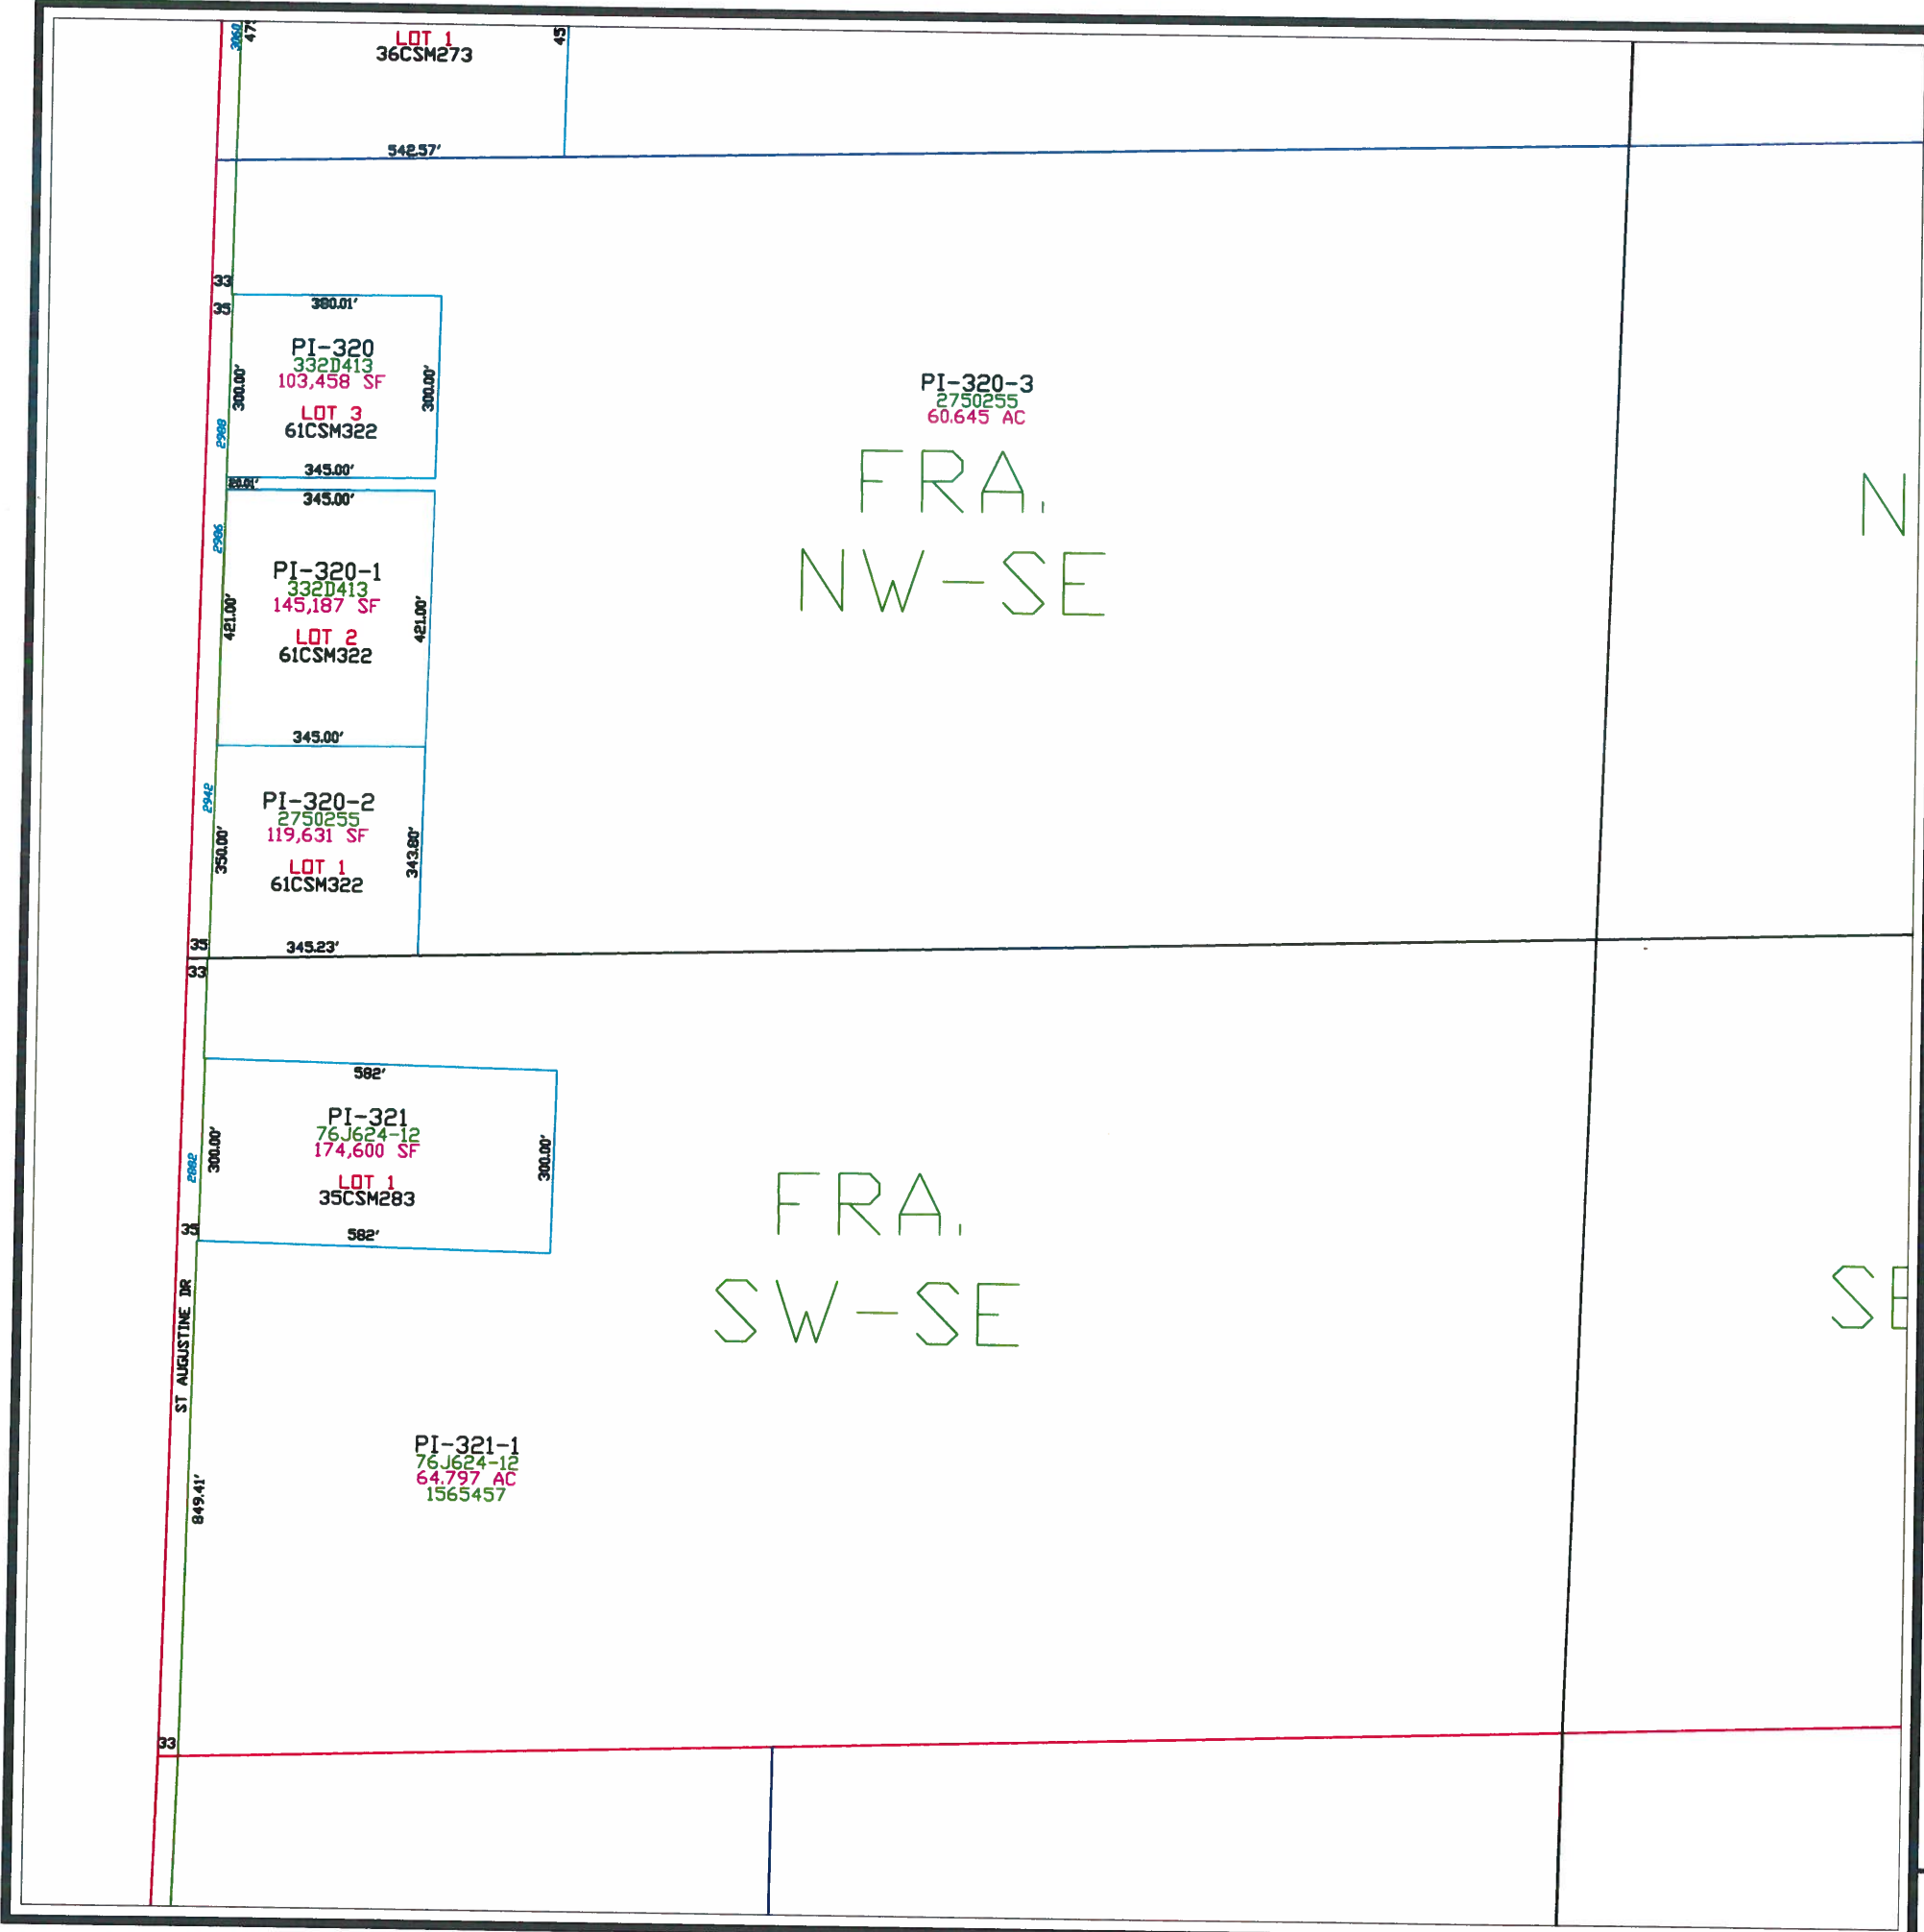 3060
47
LOT 1
36CSM273
45
542.57'
33
35
380.01'
PI-320
332D413
103,458 SF
LOT 3
61CSM322
300.00'
300.00'
2988
345.00'
20.01'
345.00'
2986
PI-320-1
332D413
145,187 SF
LOT 2
61CSM322
421.00'
421.00'
345.00'
2942
PI-320-2
2750255
119,631 SF
LOT 1
61CSM322
350.00'
343.80'
35
345.23'
33
PI-320-3
2750255
60.645 AC
FRA.
NW-SE
N
582'
PI-321
76J624-12
174,600 SF
LOT 1
35CSM283
300.00'
300.00'
2882
35
582'
FRA.
SW-SE
SE
ST AUGUSTINE DR
PI-321-1
76J624-12
64.797 AC
1565457
849.41'
33